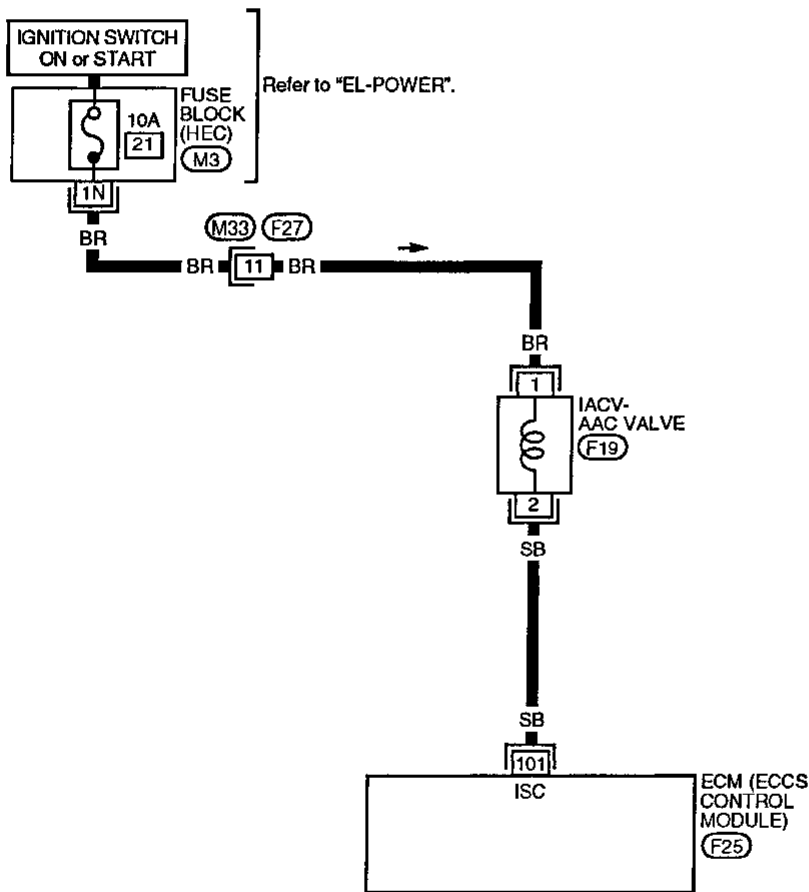 IGNITION SWITCH
ON or START
Refer to "EL-POWER".
FUSE
BLOCK
(HEC)
M3
10A
21
1N
BR
M33 F27
BR 11 BR
BR
1
IACV-
AAC VALVE
F19
2
SB
SB
101
ISC
ECM (ECCS
CONTROL
MODULE)
F25